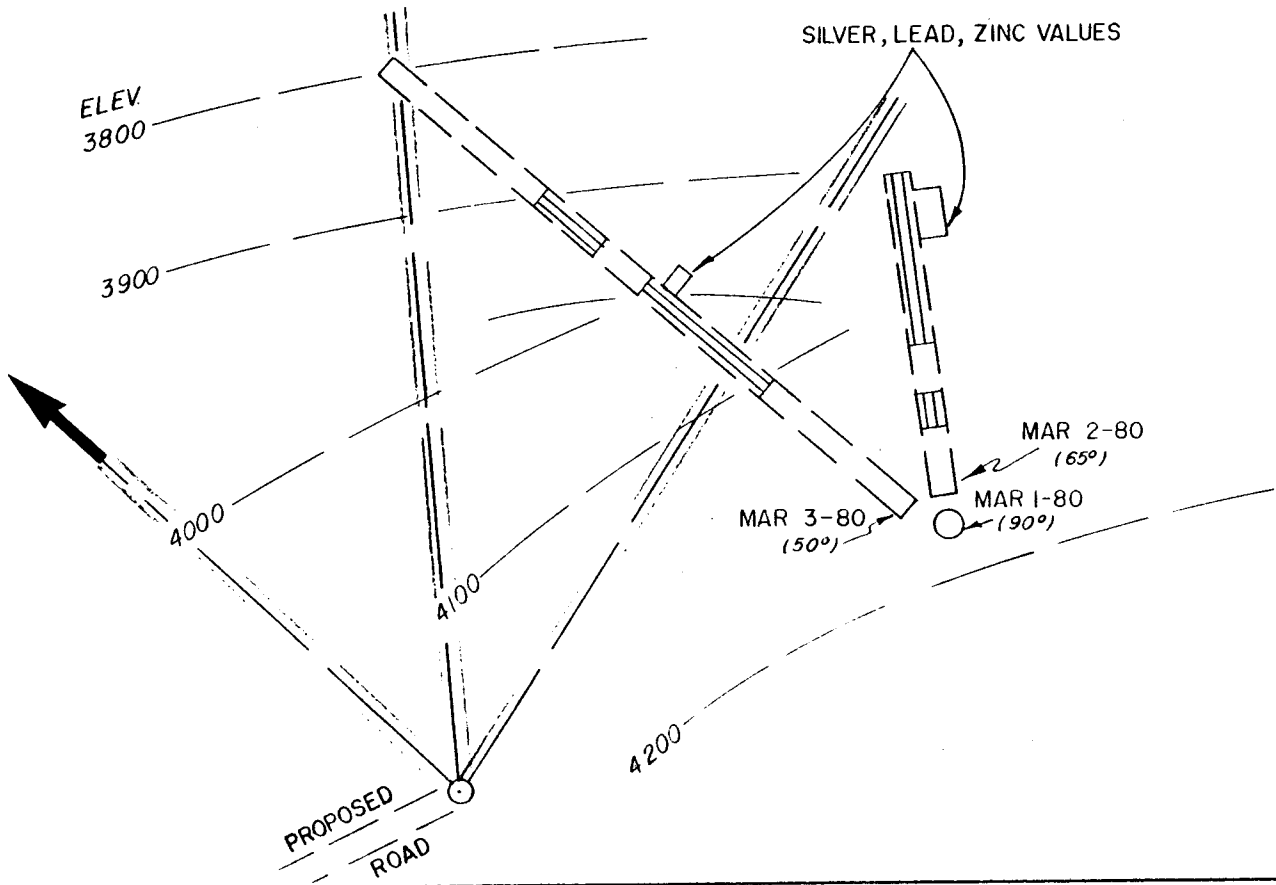 SILVER, LEAD, ZINC VALUES
ELEV.
3800
3900
4000
4100
4200
MAR 2-80
(65°)
MAR 1-80
(90°)
MAR 3-80
(50°)
PROPOSED
ROAD